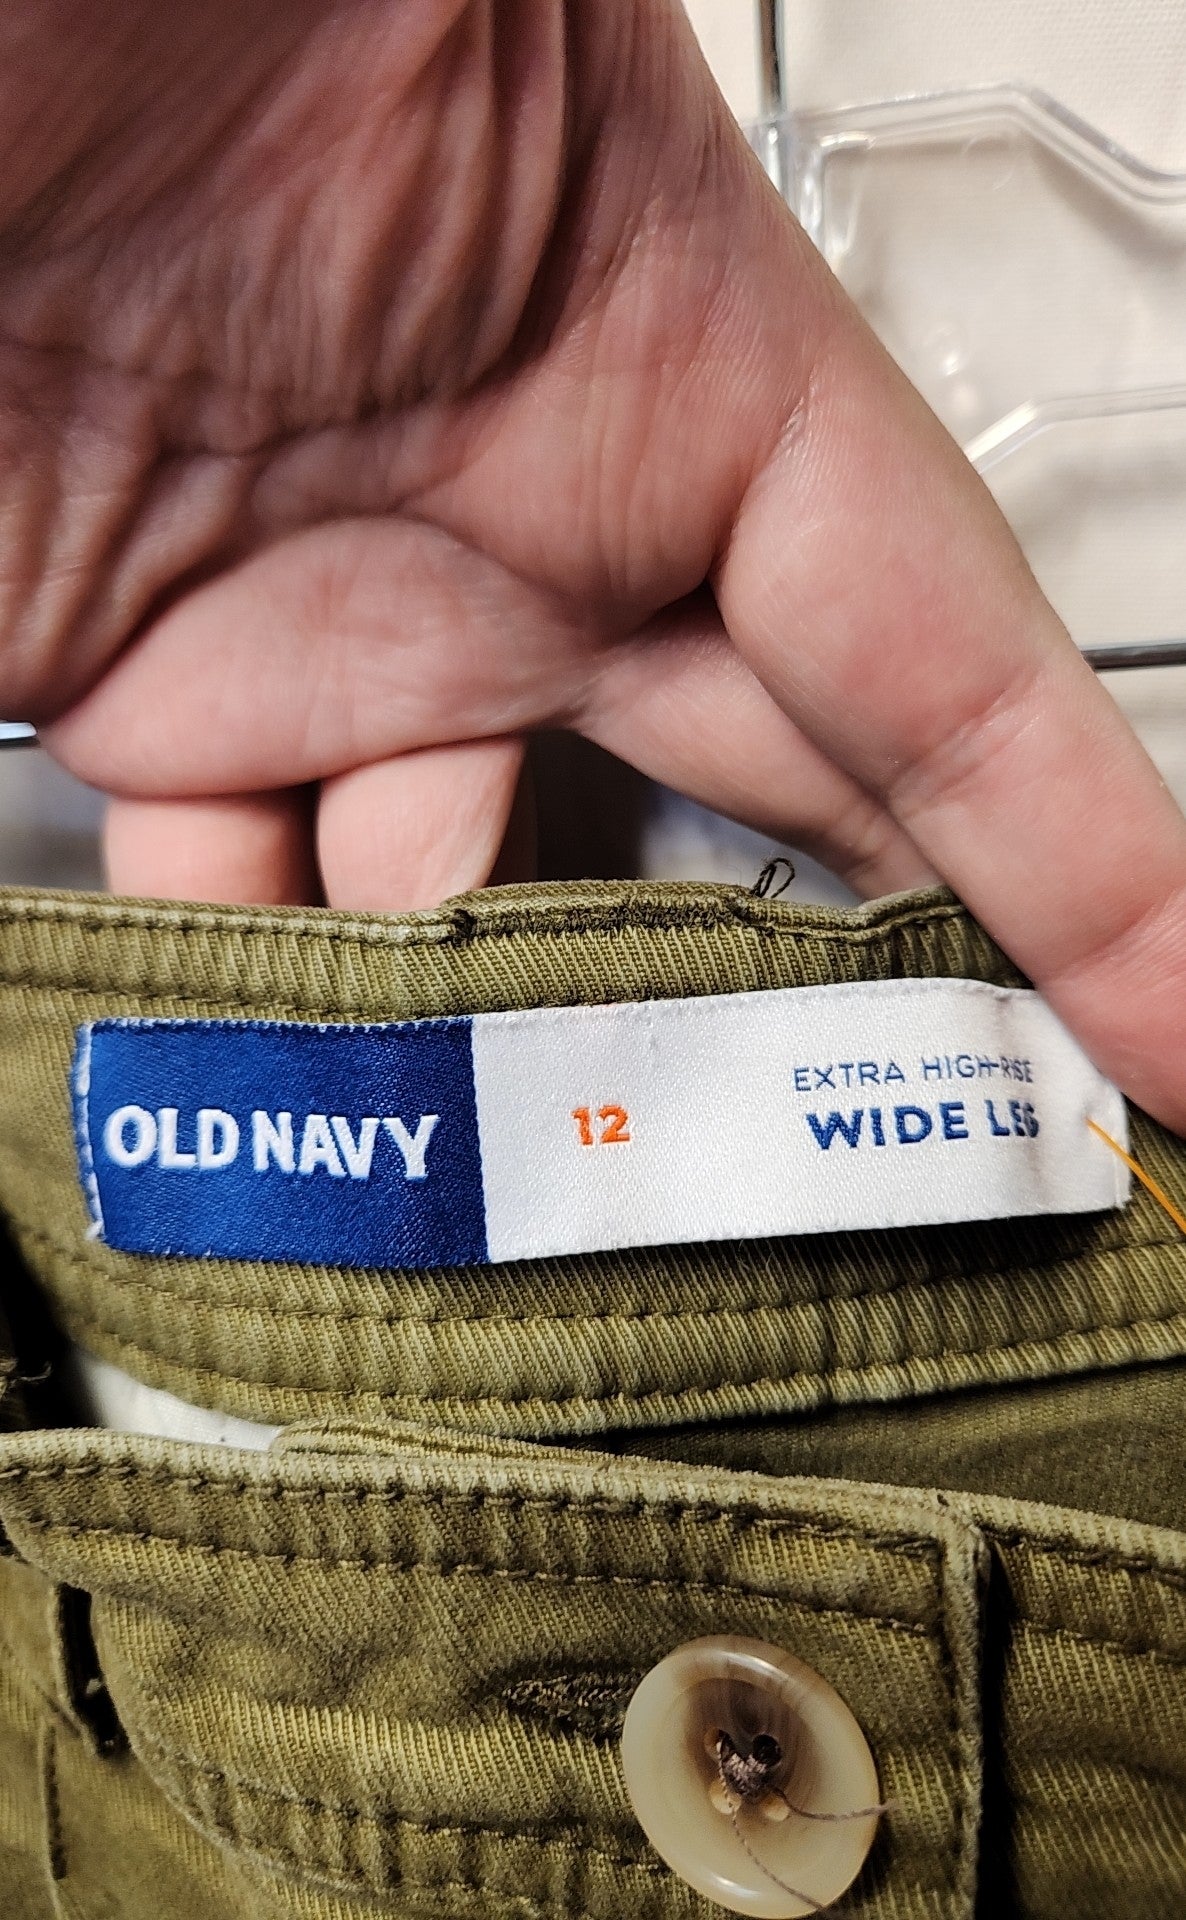 OLD NAVY
12
EXTRA HIGH-RISE
WIDE LEG